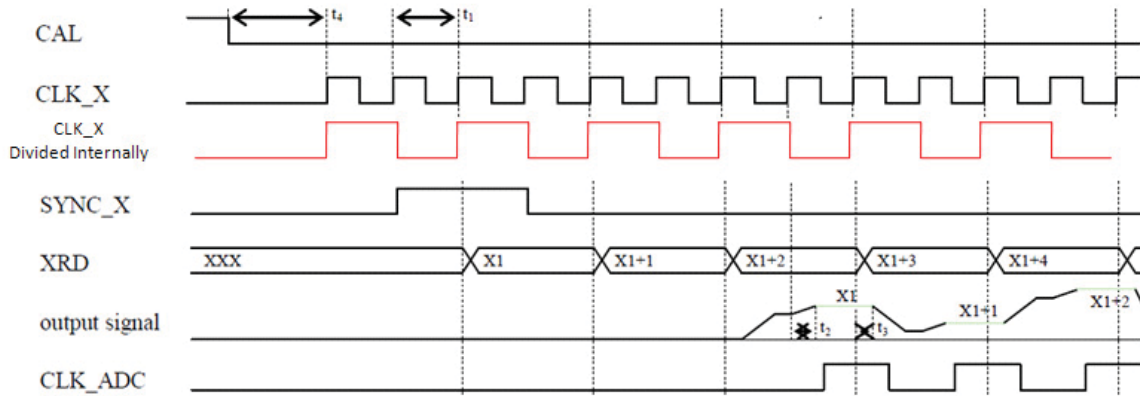 CAL
t4
t1
CLK_X
CLK_X
Divided Internally
SYNC_X
XRD
XXX
X1
X1+1
X1+2
X1+3
X1+4
output signal
X1
X1+1
X1+2
t2
t3
CLK_ADC